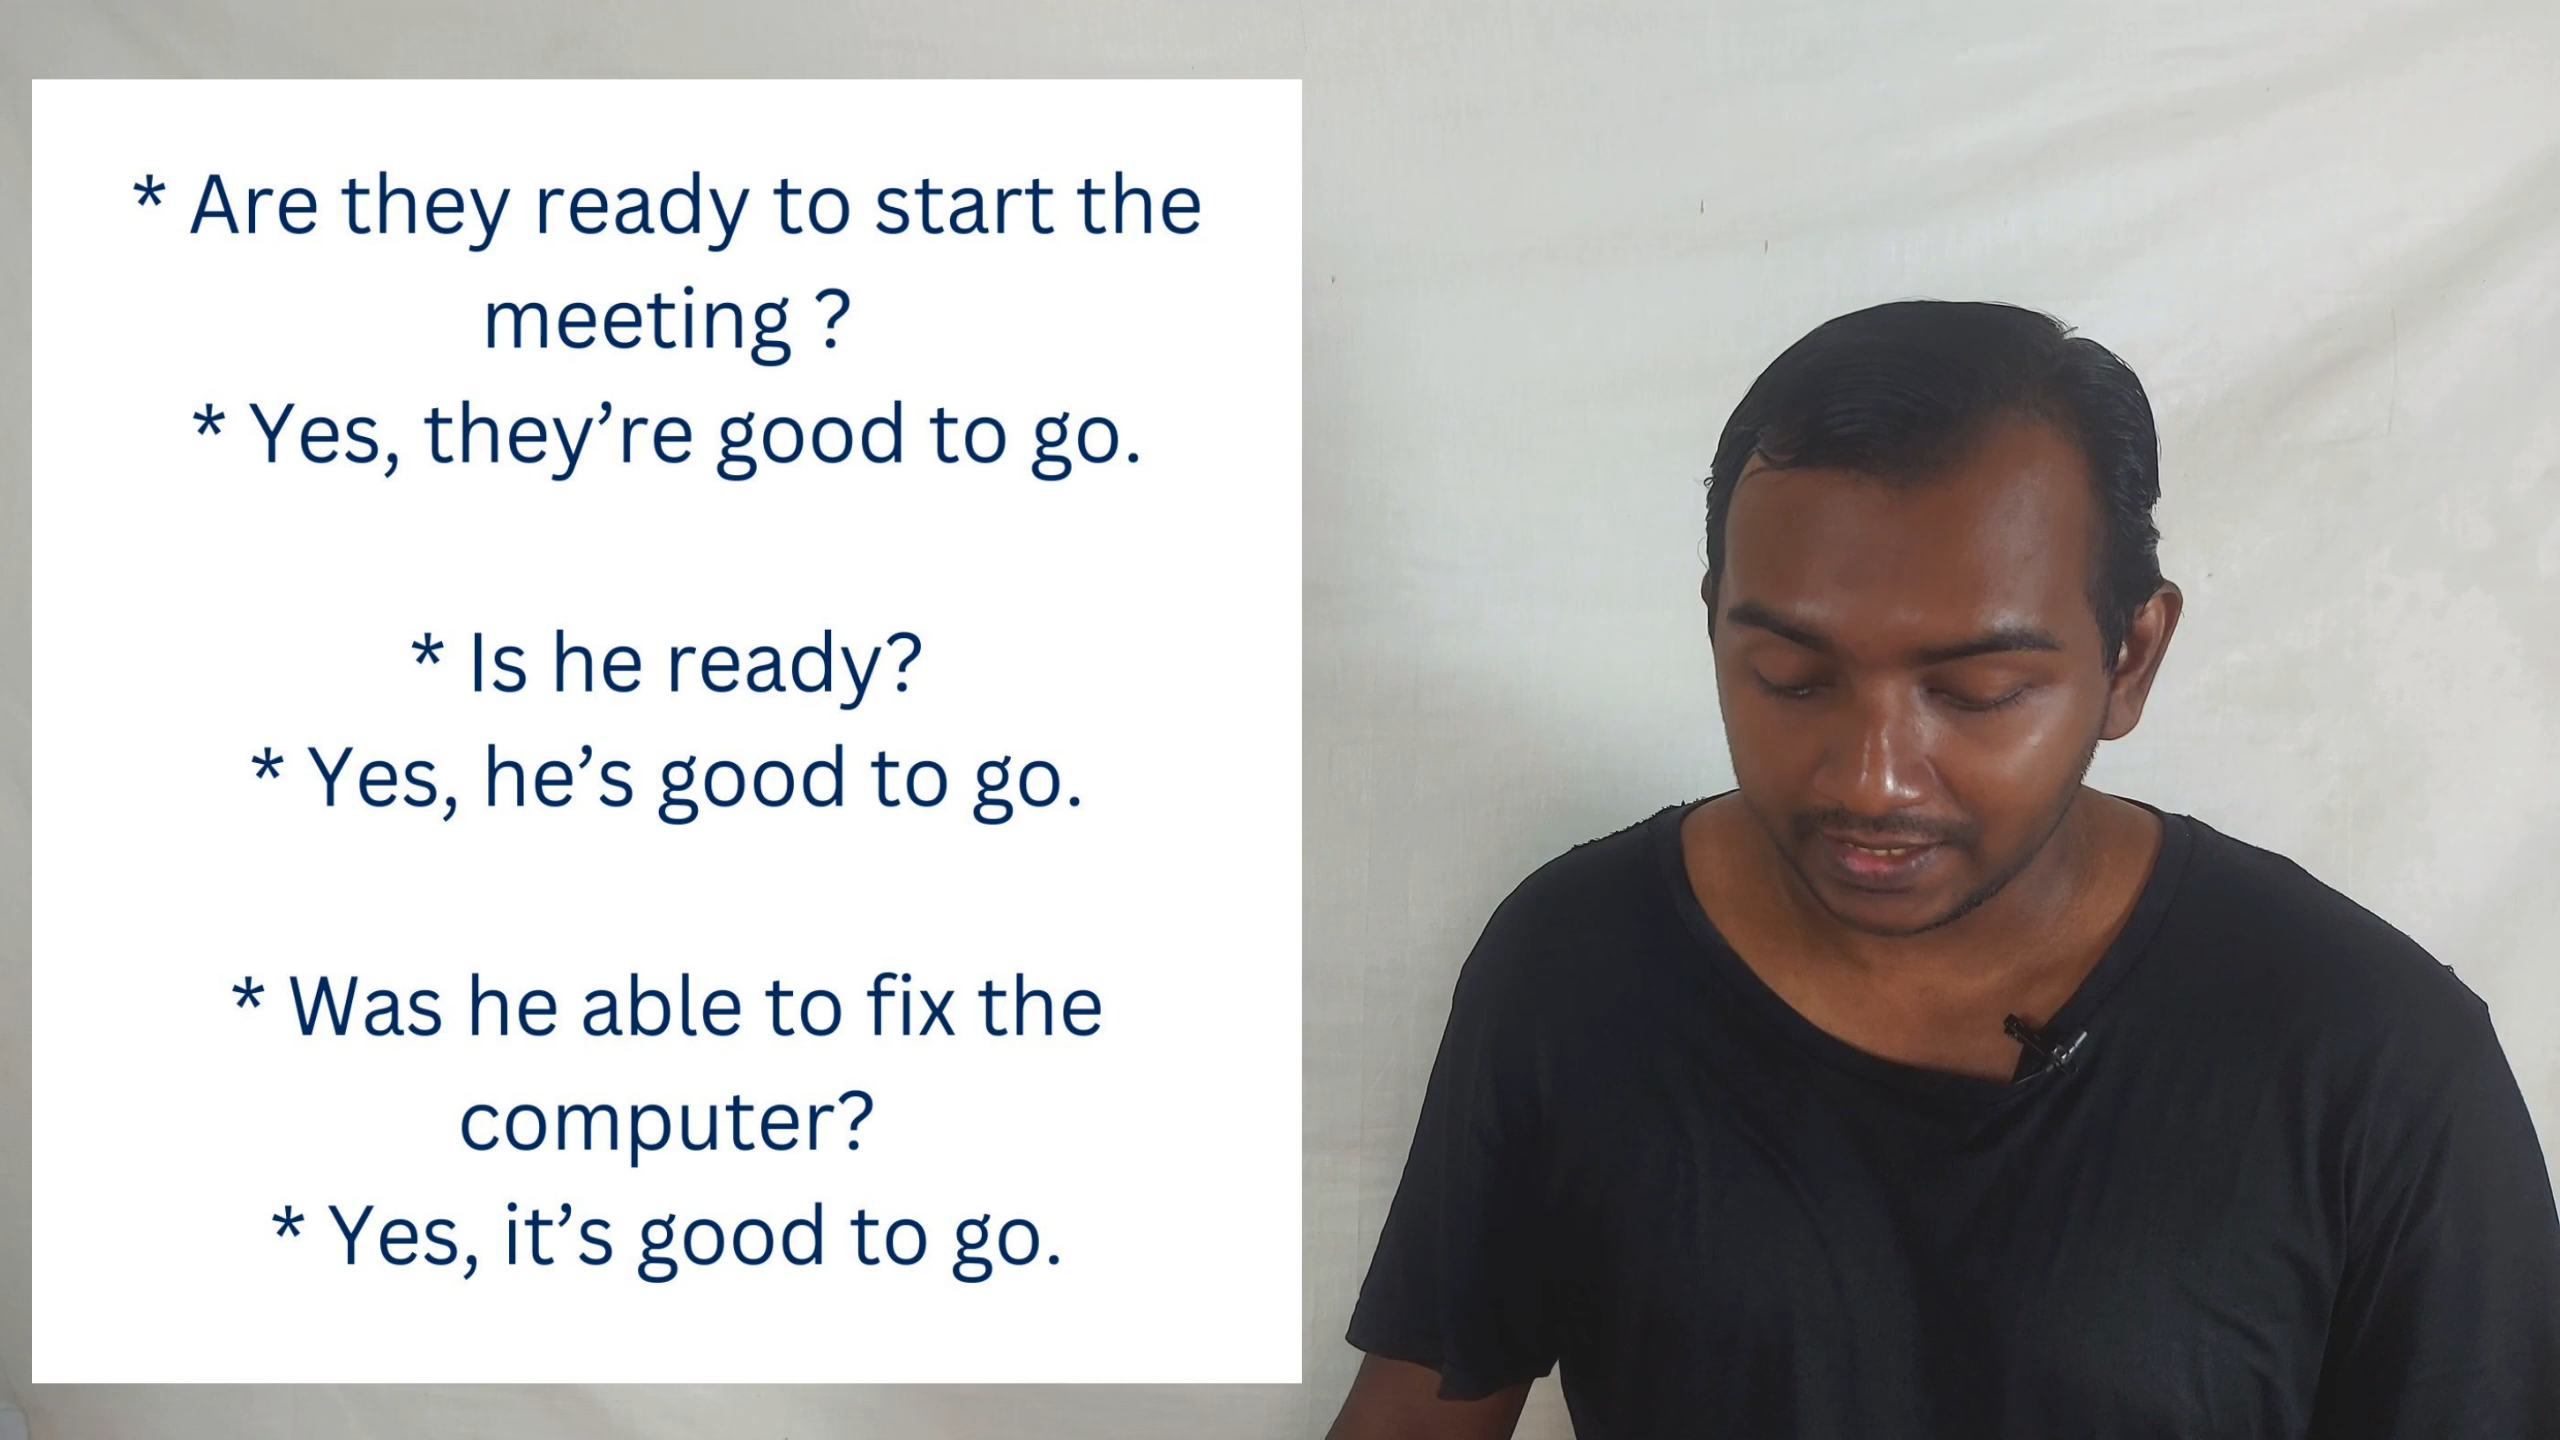 * Are they ready to start the
meeting ?
* Yes, they’re good to go.
* Is he ready?
* Yes, he’s good to go.
* Was he able to fix the
computer?
* Yes, it’s good to go.